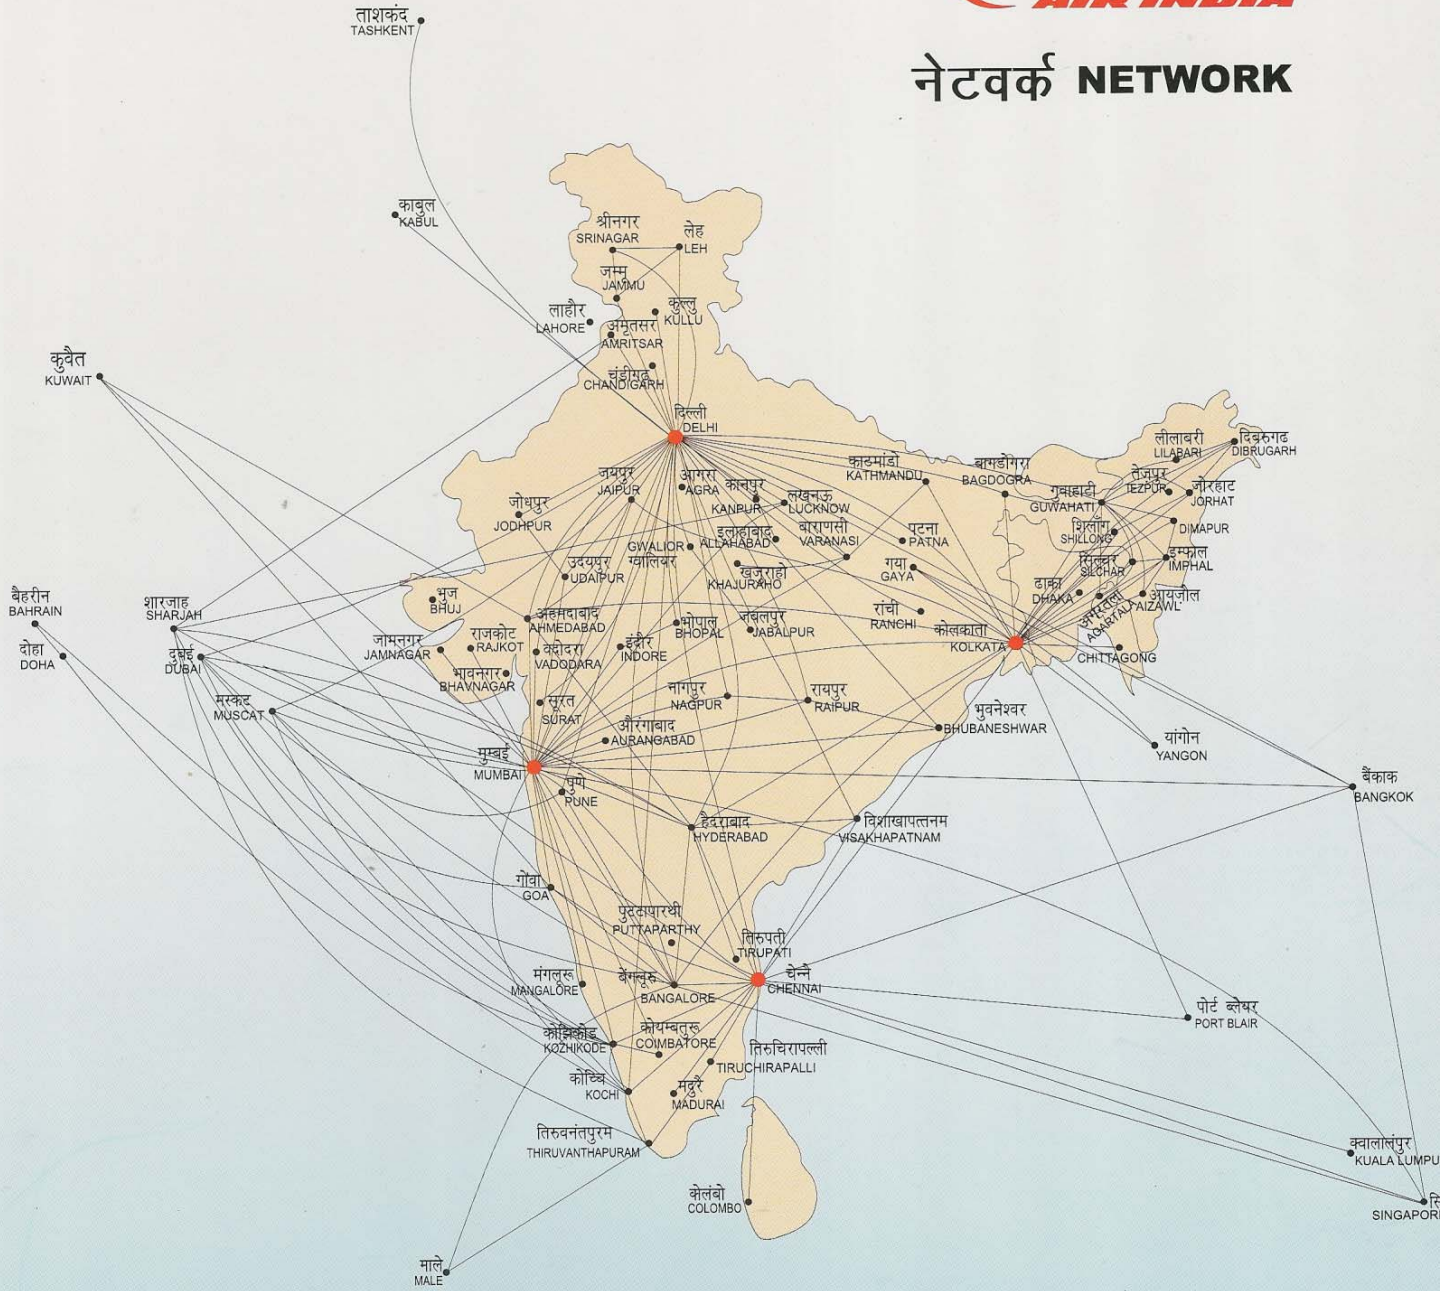 AIR INDIA
नेटवर्क NETWORK
ताशकंद
TASHKENT
काबुल
KABUL
श्रीनगर
SRINAGAR
लेह
LEH
जम्मू
JAMMU
लाहौर
LAHORE
कुल्लु
KULLU
अमृतसर
AMRITSAR
चंडीगढ़
CHANDIGARH
कुवैत
KUWAIT
दिल्ली
DELHI
जयपुर
JAIPUR
आगरा
AGRA
कानपुर
KANPUR
लखनऊ
LUCKNOW
काठमांडो
KATHMANDU
बागडोगरा
BAGDOGRA
लीलाबरी
LILABARI
दिबरुगढ
DIBRUGARH
तेजपुर
TEZPUR
जोरहाट
JORHAT
गुवाहाटी
GUWAHATI
जोधपुर
JODHPUR
DIMAPUR
शिलाँग
SHILLONG
इलाहाबाद
ALLAHABAD
वाराणसी
VARANASI
पटना
PATNA
GWALIOR
ग्वालियर
उदयपुर
UDAIPUR
खजुराहो
KHAJURAHO
गया
GAYA
सिल्चर
SILCHAR
इम्फाल
IMPHAL
ढाका
DHAKA
अगरतला
AGARTALA
आयजौल
AIZAWL
बैहरीन
BAHRAIN
शारजाह
SHARJAH
भुज
BHUJ
अहमदाबाद
AHMEDABAD
भोपाल
BHOPAL
जबलपुर
JABALPUR
रांची
RANCHI
कोलकाता
KOLKATA
दोहा
DOHA
दुबई
DUBAI
जामनगर
JAMNAGAR
राजकोट
RAJKOT
वदोदरा
VADODARA
इंदौर
INDORE
CHITTAGONG
भावनगर
BHAVNAGAR
मस्कट
MUSCAT
सूरत
SURAT
नागपुर
NAGPUR
रायपुर
RAIPUR
भुवनेश्वर
BHUBANESHWAR
औरंगाबाद
AURANGABAD
यांगोन
YANGON
मुम्बई
MUMBAI
पुणे
PUNE
बैंकाक
BANGKOK
हैदराबाद
HYDERABAD
विशाखापत्तनम
VISAKHAPATNAM
गोवा
GOA
पुट्टापारथी
PUTTAPARTHY
तिरुपती
TIRUPATI
मंगलूरू
MANGALORE
बेंगलूरु
BANGALORE
चेन्नै
CHENNAI
पोर्ट ब्लेयर
PORT BLAIR
कोझिकोड
KOZHIKODE
कोयम्बतुरू
COIMBATORE
तिरुचिरापल्ली
TIRUCHIRAPALLI
कोच्चि
KOCHI
मदुरै
MADURAI
तिरुवनंतपुरम
THIRUVANTHAPURAM
क्वालालंपुर
KUALA LUMPU
कोलंबो
COLOMBO
सि
SINGAPOR
माले
MALE